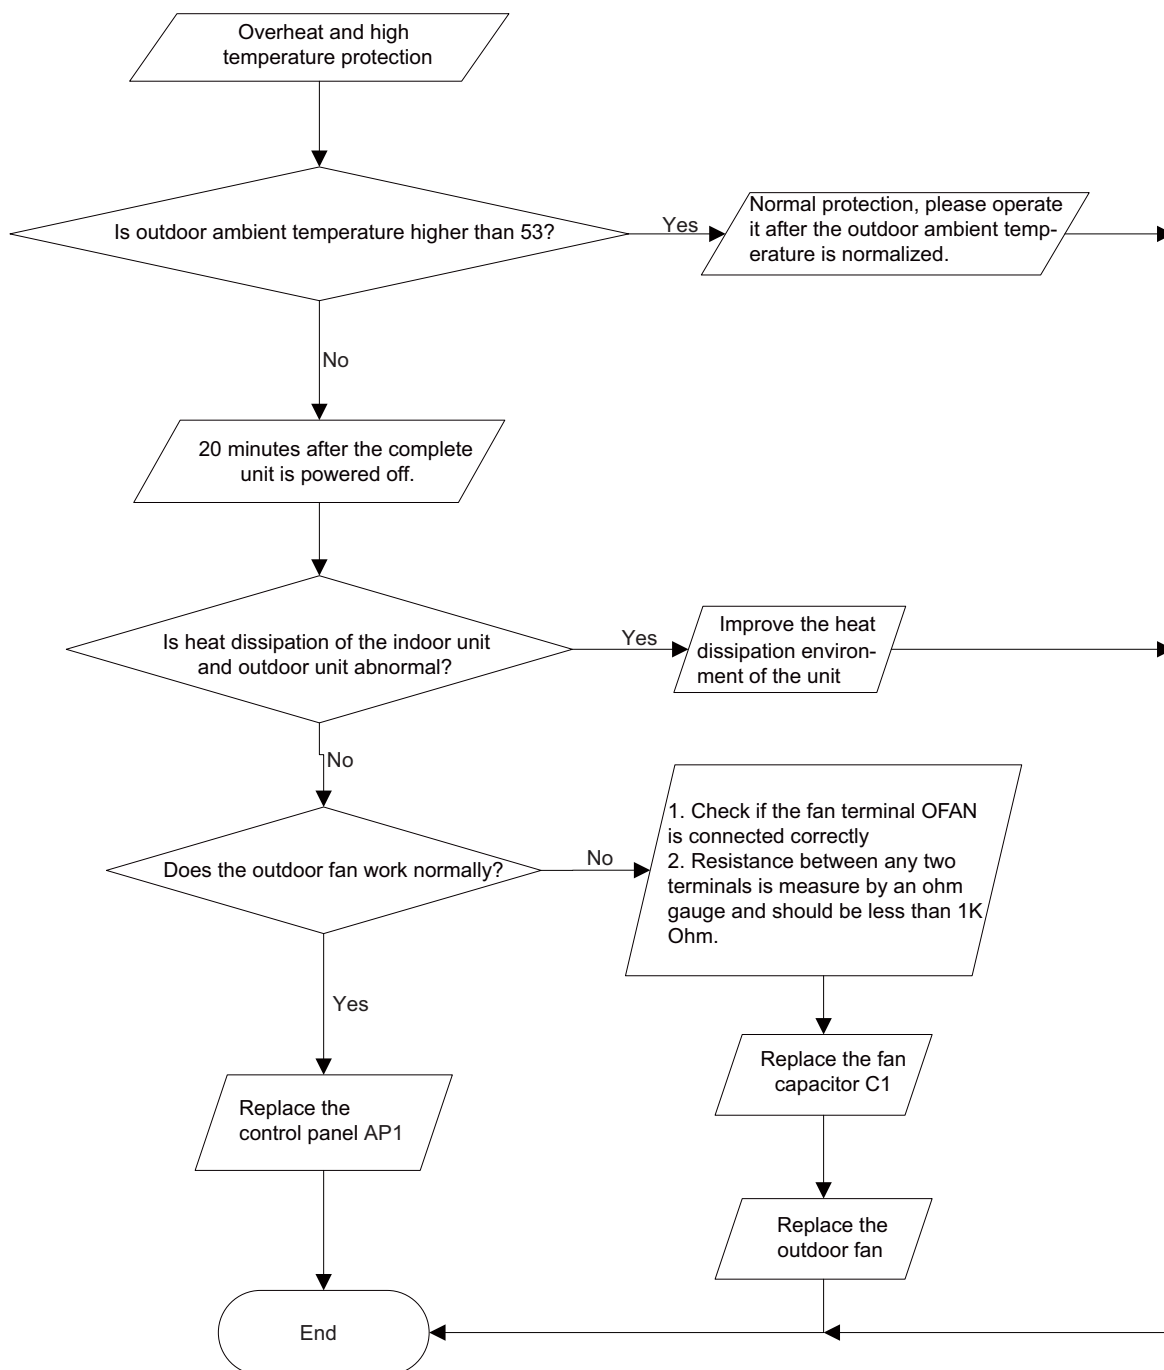 Overheat and high
temperature protection
Is outdoor ambient temperature higher than 53?
Yes
Normal protection, please operate
it after the outdoor ambient temp-
erature is normalized.
No
20 minutes after the complete
unit is powered off.
Is heat dissipation of the indoor unit
and outdoor unit abnormal?
Yes
Improve the heat
dissipation environ-
ment of the unit
No
Does the outdoor fan work normally?
No
1. Check if the fan terminal OFAN
is connected correctly
2. Resistance between any two
terminals is measure by an ohm
gauge and should be less than 1K
Ohm.
Yes
Replace the fan
capacitor C1
Replace the
control panel AP1
Replace the
outdoor fan
End